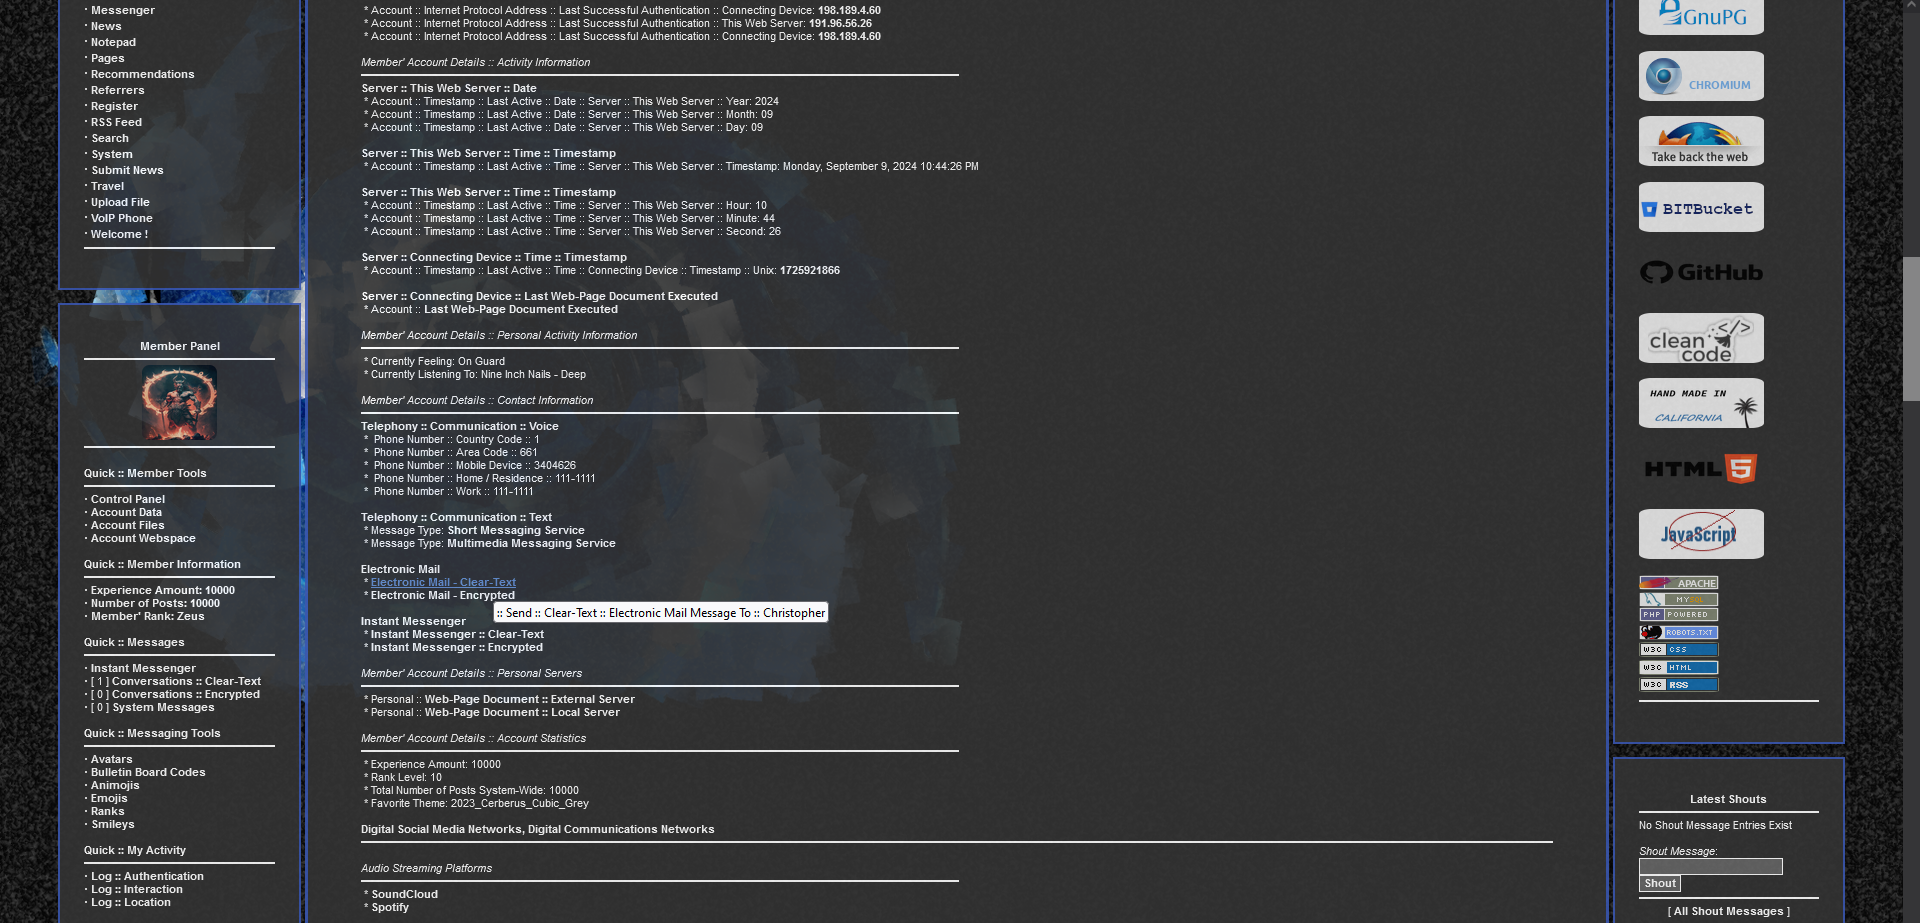 · Messenger
· News
· Notepad
· Pages
· Recommendations
· Referrers
· Register
· RSS Feed
· Search
· System
· Submit News
· Travel
· Upload File
· VoIP Phone
· Welcome !
Member Panel
Quick :: Member Tools
· Control Panel
· Account Data
· Account Files
· Account Webspace
Quick :: Member Information
· Experience Amount: 10000
· Number of Posts: 10000
· Member' Rank: Zeus
Quick :: Messages
· Instant Messenger
· [ 1 ] Conversations :: Clear-Text
· [ 0 ] Conversations :: Encrypted
· [ 0 ] System Messages
Quick :: Messaging Tools
· Avatars
· Bulletin Board Codes
· Animojis
· Emojis
· Ranks
· Smileys
Quick :: My Activity
· Log :: Authentication
· Log :: Interaction
· Log :: Location
* Account :: Internet Protocol Address :: Last Successful Authentication :: Connecting Device: 198.189.4.60
* Account :: Internet Protocol Address :: Last Successful Authentication :: This Web Server: 191.96.56.26
* Account :: Internet Protocol Address :: Last Successful Authentication :: Connecting Device: 198.189.4.60
Member' Account Details :: Activity Information
Server :: This Web Server :: Date
* Account :: Timestamp :: Last Active :: Date :: Server :: This Web Server :: Year: 2024
* Account :: Timestamp :: Last Active :: Date :: Server :: This Web Server :: Month: 09
* Account :: Timestamp :: Last Active :: Date :: Server :: This Web Server :: Day: 09
Server :: This Web Server :: Time :: Timestamp
* Account :: Timestamp :: Last Active :: Time :: Server :: This Web Server :: Timestamp: Monday, September 9, 2024 10:44:26 PM
Server :: This Web Server :: Time :: Timestamp
* Account :: Timestamp :: Last Active :: Time :: Server :: This Web Server :: Hour: 10
* Account :: Timestamp :: Last Active :: Time :: Server :: This Web Server :: Minute: 44
* Account :: Timestamp :: Last Active :: Time :: Server :: This Web Server :: Second: 26
Server :: Connecting Device :: Time :: Timestamp
* Account :: Timestamp :: Last Active :: Time :: Connecting Device :: Timestamp :: Unix: 1725921866
Server :: Connecting Device :: Last Web-Page Document Executed
* Account :: Last Web-Page Document Executed
Member' Account Details :: Personal Activity Information
* Currently Feeling: On Guard
* Currently Listening To: Nine Inch Nails - Deep
Member' Account Details :: Contact Information
Telephony :: Communication :: Voice
* Phone Number :: Country Code :: 1
* Phone Number :: Area Code :: 661
* Phone Number :: Mobile Device :: 3404626
* Phone Number :: Home / Residence :: 111-1111
* Phone Number :: Work :: 111-1111
Telephony :: Communication :: Text
* Message Type: Short Messaging Service
* Message Type: Multimedia Messaging Service
Electronic Mail
* Electronic Mail - Clear-Text
* Electronic Mail - Encrypted
:: Send :: Clear-Text :: Electronic Mail Message To :: Christopher
Instant Messenger
* Instant Messenger :: Clear-Text
* Instant Messenger :: Encrypted
Member' Account Details :: Personal Servers
* Personal :: Web-Page Document :: External Server
* Personal :: Web-Page Document :: Local Server
Member' Account Details :: Account Statistics
* Experience Amount: 10000
* Rank Level: 10
* Total Number of Posts System-Wide: 10000
* Favorite Theme: 2023_Cerberus_Cubic_Grey
Digital Social Media Networks, Digital Communications Networks
Audio Streaming Platforms
* SoundCloud
* Spotify
GnuPG
CHROMIUM
Take back the web
BITBucket
GitHub
clean code </>
HAND MADE IN
CALIFORNIA
HTML 5
JavaScript
APACHE
MYSQL
PHP POWERED
ROBOTS.TXT
W3C CSS
W3C HTML
W3C RSS
Latest Shouts
No Shout Message Entries Exist
Shout Message:
Shout
[ All Shout Messages ]